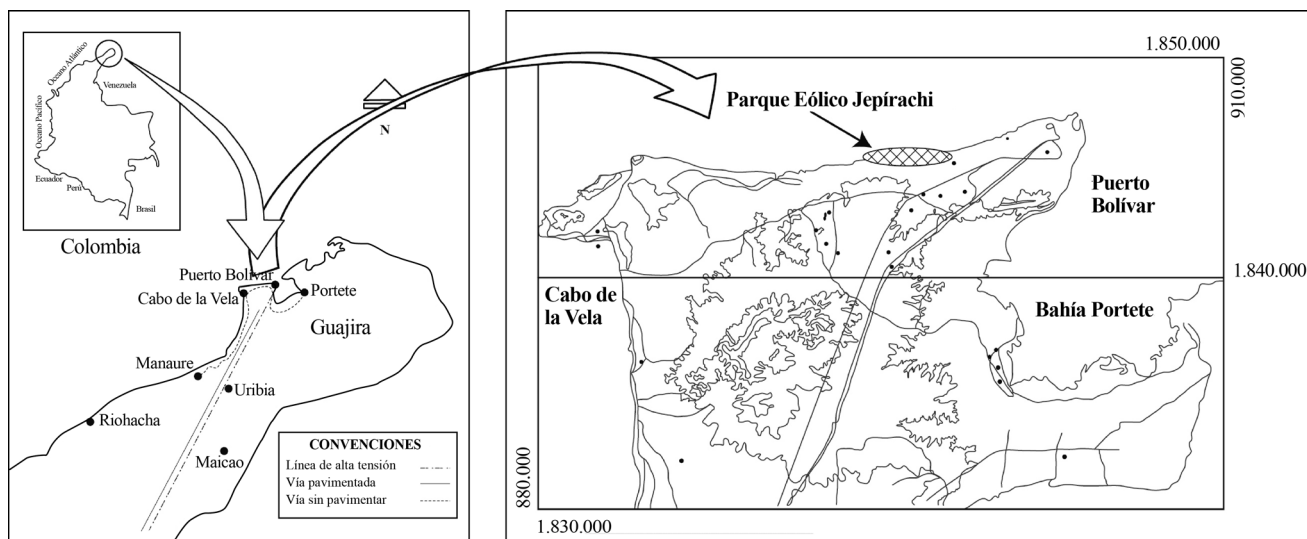 Oceano Atlántico
Venezuela
Oceano Pacífico
Ecuador
Perú
Brasil
Colombia
N
Puerto Bolívar
Cabo de la Vela
Portete
Guajira
Manaure
Uribia
Riohacha
Maicao
CONVENCIONES
Línea de alta tensión
Vía pavimentada
Vía sin pavimentar
1.850.000
910.000
Parque Eólico Jepírachi
Puerto
Bolívar
1.840.000
Cabo de
la Vela
Bahía Portete
880.000
1.830.000